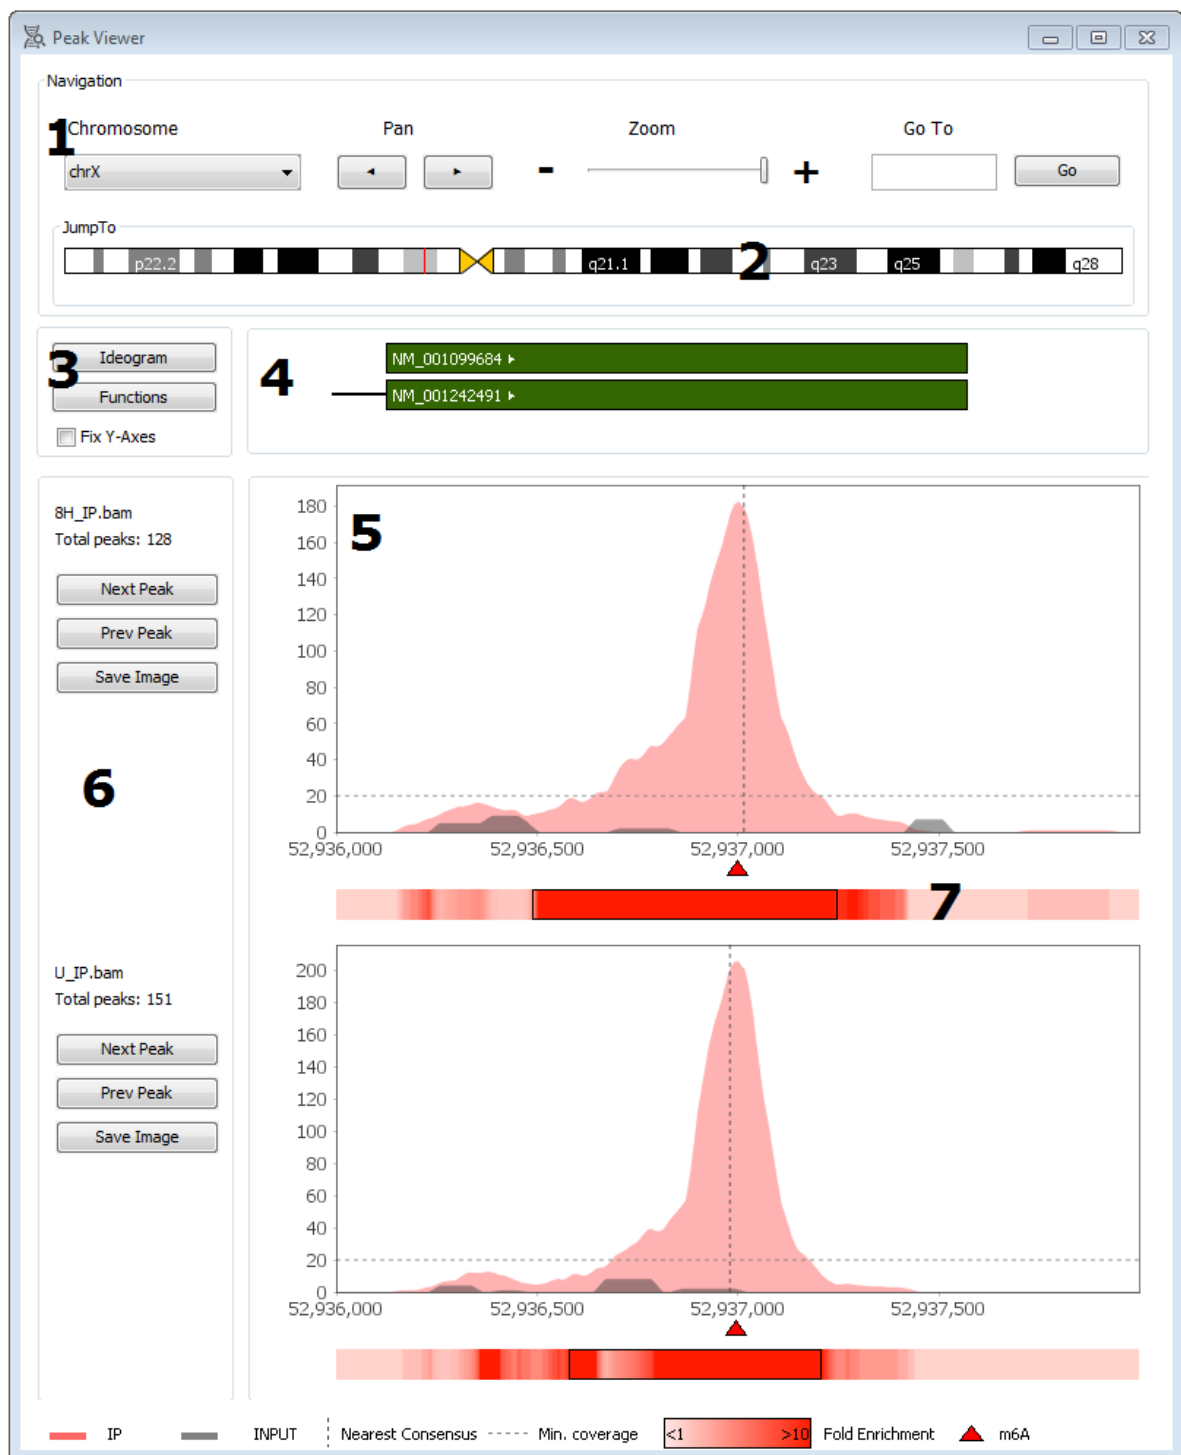 Peak Viewer
Navigation
1 Chromosome Pan Zoom Go To
chrX - + Go
JumpTo
p22.2 q21.1 2 q23 q25 q28
3 Ideogram
Functions
Fix Y-Axes
4 NM_001099684
NM_001242491
8H_IP.bam
Total peaks: 128
Next Peak
Prev Peak
Save Image
6
5
180
160
140
120
100
80
60
40
20
0
52,936,000 52,936,500 52,937,000 52,937,500
7
U_IP.bam
Total peaks: 151
Next Peak
Prev Peak
Save Image
200
180
160
140
120
100
80
60
40
20
0
52,936,000 52,936,500 52,937,000 52,937,500
IP INPUT Nearest Consensus Min. coverage <1 >10 Fold Enrichment m6A